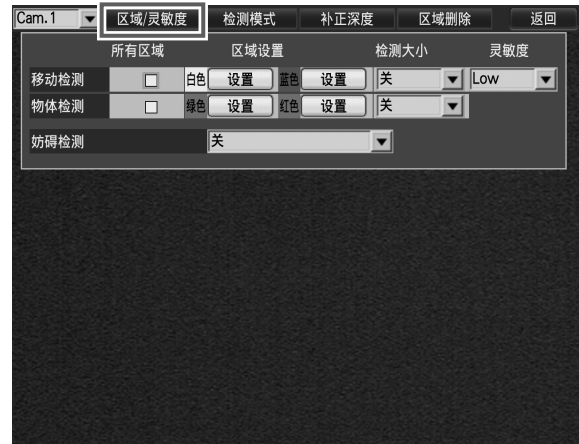 Cam.1 区域/灵敏度 检测模式 补正深度 区域删除 返回
所有区域 区域设置 检测大小 灵敏度
移动检测 白色 设置 蓝色 设置 关 Low
物体检测 绿色 设置 红色 设置 关
妨碍检测 关